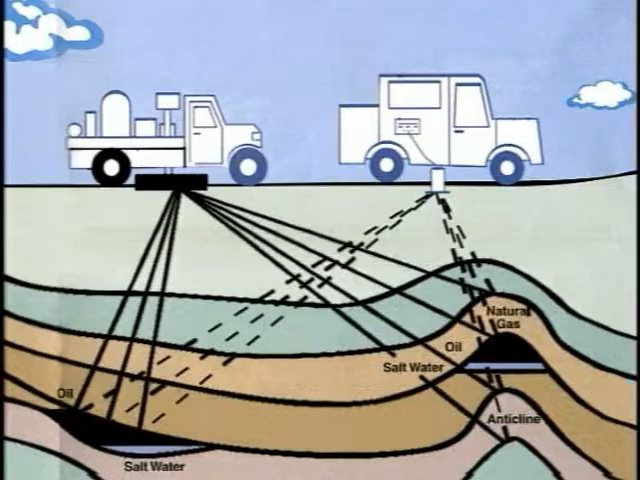 Natural
Gas
Oil
Salt Water
Oil
Anticline
Salt Water